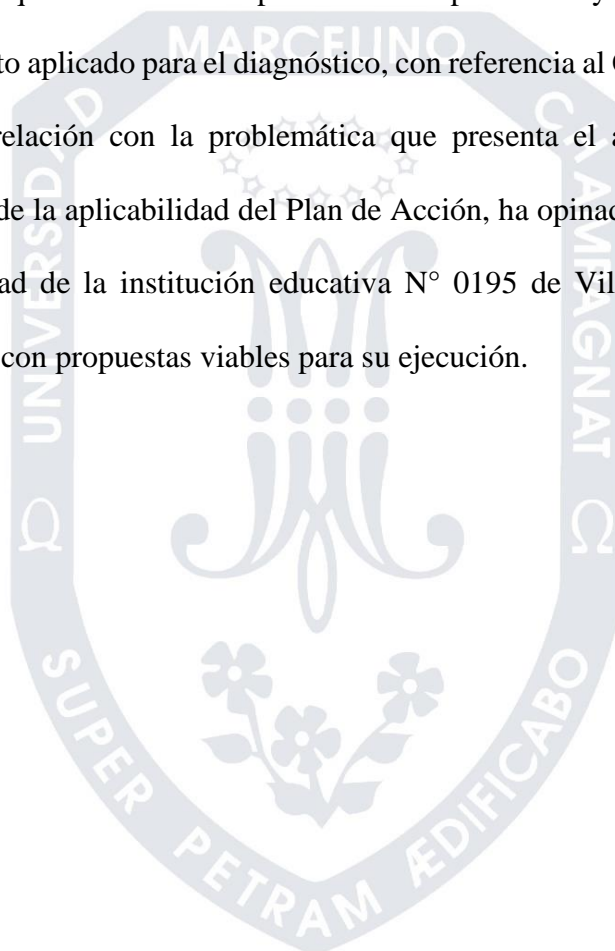 to aplicado para el diagnóstico, con referencia al
relación con la problemática que presenta el
de la aplicabilidad del Plan de Acción, ha
ad de la institución educativa N° 0195 de
con propuestas viables para su ejecución.
UNIVERSIDAD
MARCELINO
CHAMPAGNAT
SUPER PETRAM ÆDIFICABO
Ω
Ω